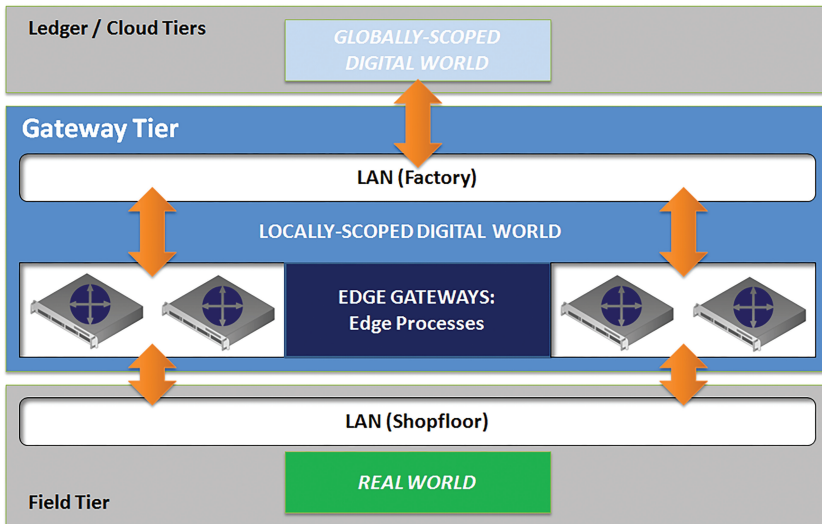 Ledger / Cloud Tiers
GLOBALLY-SCOPED
DIGITAL WORLD
Gateway Tier
LAN (Factory)
LOCALLY-SCOPED DIGITAL WORLD
EDGE GATEWAYS:
Edge Processes
LAN (Shopfloor)
REAL WORLD
Field Tier